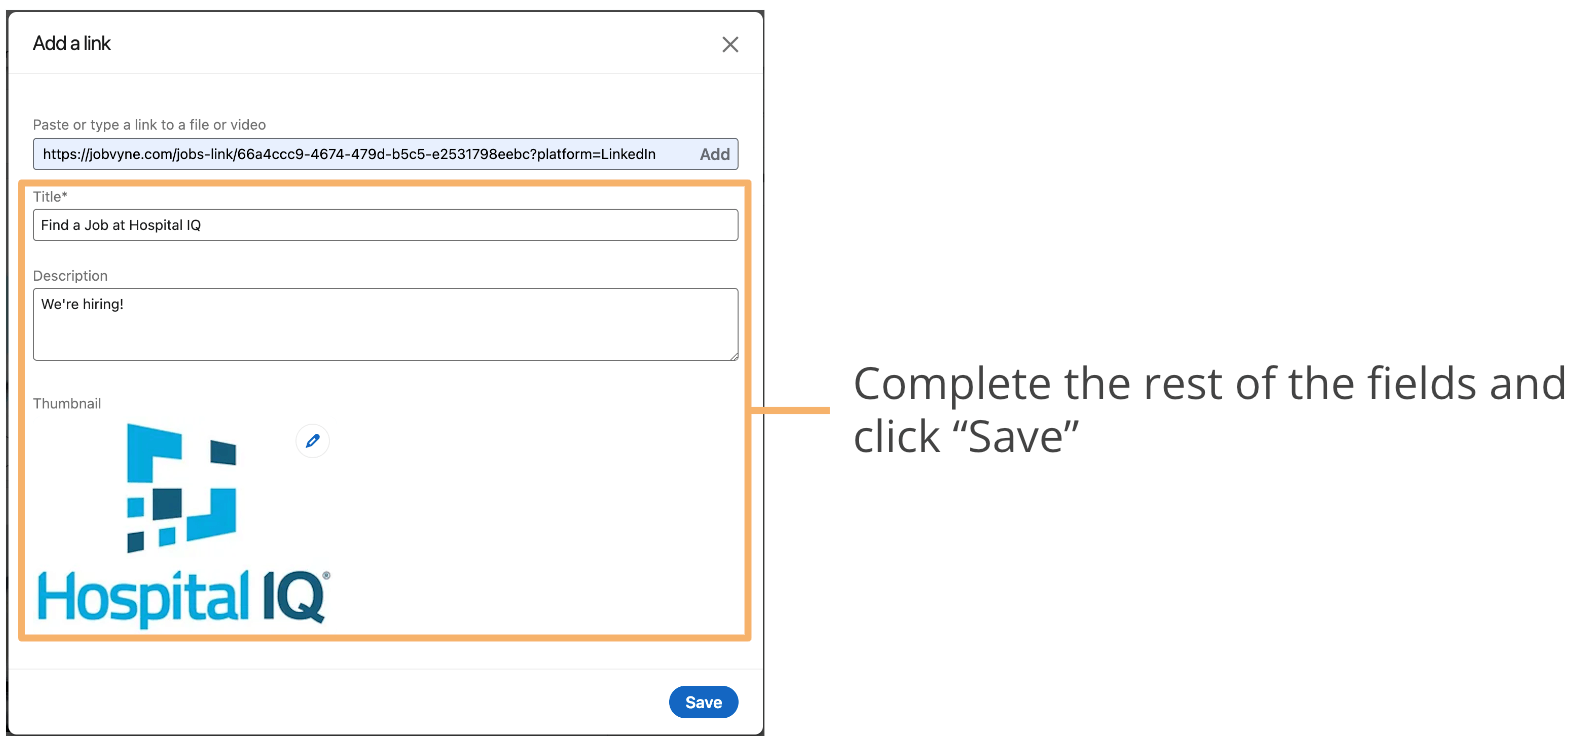 Add a link
Paste or type a link to a file or video
https://jobvyne.com/jobs-link/66a4ccc9-4674-479d-b5c5-e2531798eebc?platform=LinkedIn Add
Title*
Find a Job at Hospital IQ
Description
We're hiring!
Thumbnail
Hospital IQ®
Save
Complete the rest of the fields and
click “Save”